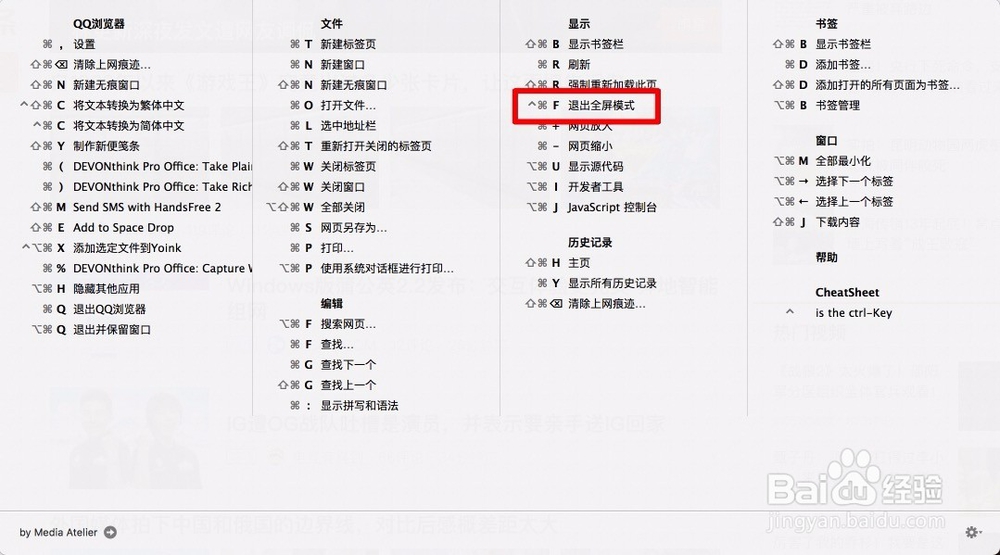 QQ浏览器
⌘ , 设置
⇧⌘⌫ 清除上网痕迹...
⇧⌘ N 新建无痕窗口
^⇧⌘ C 将文本转换为繁体中文
^⌘ C 将文本转换为简体中文
⇧⌘ Y 制作新便笺条
⌘ ( DEVONthink Pro Office: Take Plain
⌘ ) DEVONthink Pro Office: Take Rich
⇧⌘ M Send SMS with HandsFree 2
⇧⌘ E Add to Space Drop
^⌥⌘ X 添加选定文件到Yoink
⌘ % DEVONthink Pro Office: Capture W
⌥⌘ H 隐藏其他应用
⌘ Q 退出QQ浏览器
⌥⌘ Q 退出并保留窗口
文件
⌘ T 新建标签页
⌘ N 新建窗口
⇧⌘ N 新建无痕窗口
⌘ O 打开文件...
⌘ L 选中地址栏
⇧⌘ T 重新打开关闭的标签页
⌘ W 关闭标签页
⇧⌘ W 关闭窗口
⌥⇧⌘ W 全部关闭
⌘ S 网页另存为...
⌘ P 打印...
⌥⌘ P 使用系统对话框进行打印...
编辑
⌥⌘ F 搜索网页...
⌘ F 查找...
⌘ G 查找下一个
⇧⌘ G 查找上一个
⌘ : 显示拼写和语法
显示
⇧⌘ B 显示书签栏
⌘ R 刷新
⇧⌘ R 强制重新加载此页
^⌘ F 退出全屏模式
⌘ + 网页放大
⌘ - 网页缩小
⌥⌘ U 显示源代码
⌥⌘ I 开发者工具
⌥⌘ J JavaScript 控制台
历史记录
⇧⌘ H 主页
⌘ Y 显示所有历史记录
⇧⌘⌫ 清除上网痕迹...
书签
⇧⌘ B 显示书签栏
⌘ D 添加书签...
⇧⌘ D 添加打开的所有页面为书签...
⌥⌘ B 书签管理
窗口
⌥⌘ M 全部最小化
⌥⌘ → 选择下一个标签
⌥⌘ ← 选择上一个标签
⇧⌘ J 下载内容
帮助
CheatSheet
^ is the ctrl-Key
by Media Atelier
Baidu 经验
jingyan.baidu.com